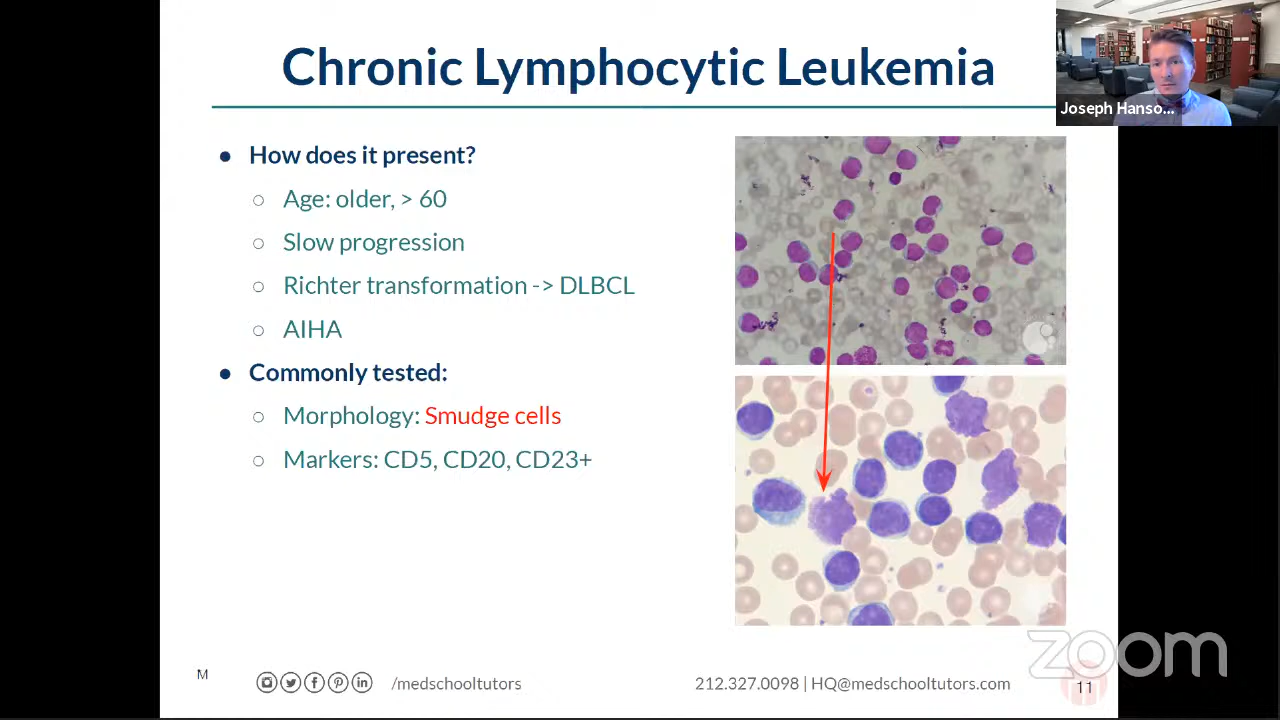 Chronic Lymphocytic Leukemia
Joseph Hanso...
● How does it present?
○ Age: older, > 60
○ Slow progression
○ Richter transformation -> DLBCL
○ AIHA
● Commonly tested:
○ Morphology: Smudge cells
○ Markers: CD5, CD20, CD23+
M
/medschooltutors
212.327.0098 | HQ@medschooltutors.com
11
zoom